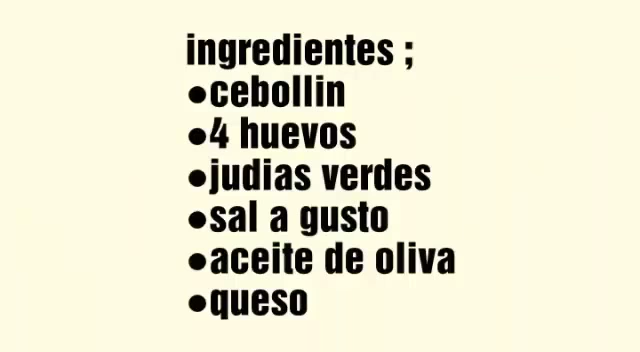 ingredientes ;
●cebollin
●4 huevos
●judias verdes
●sal a gusto
●aceite de oliva
●queso